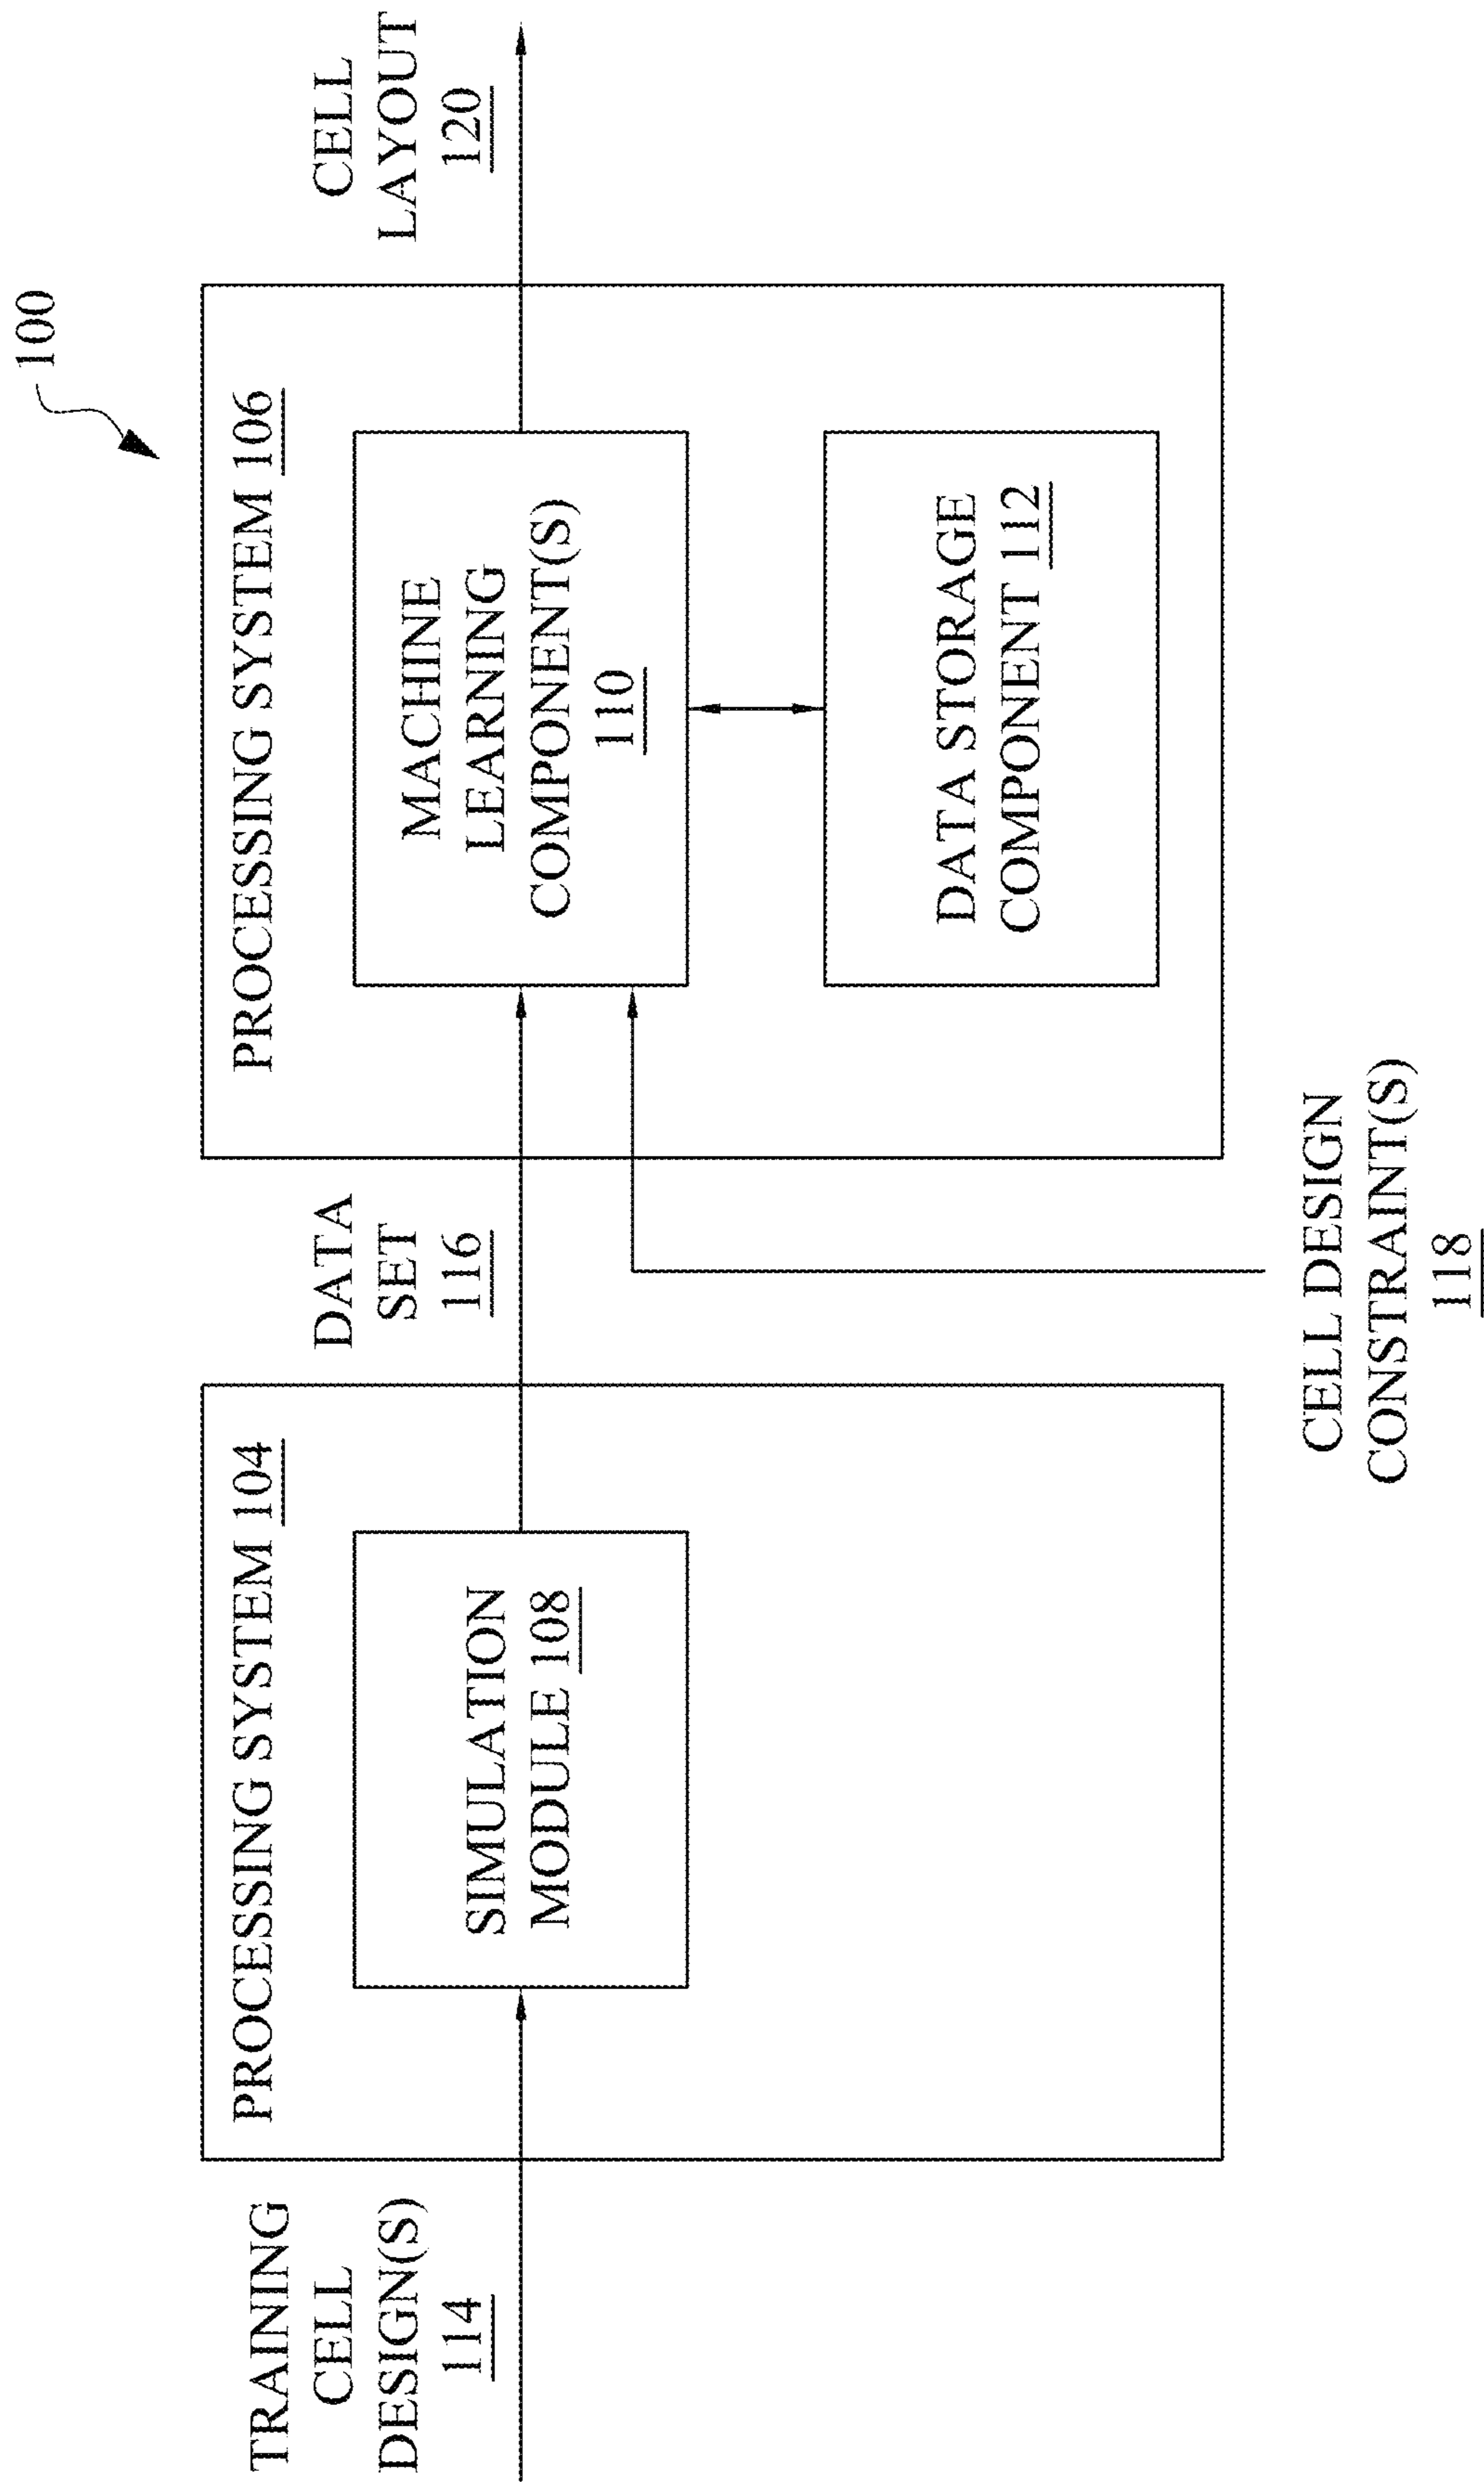 100
TRAINING
CELL
DESIGN(S)
114
PROCESSING SYSTEM 104
SIMULATION
MODULE 108
DATA
SET
116
PROCESSING SYSTEM 106
MACHINE
LEARNING
COMPONENT(S)
110
DATA STORAGE
COMPONENT 112
CELL
LAYOUT
120
CELL DESIGN
CONSTRAINT(S)
118